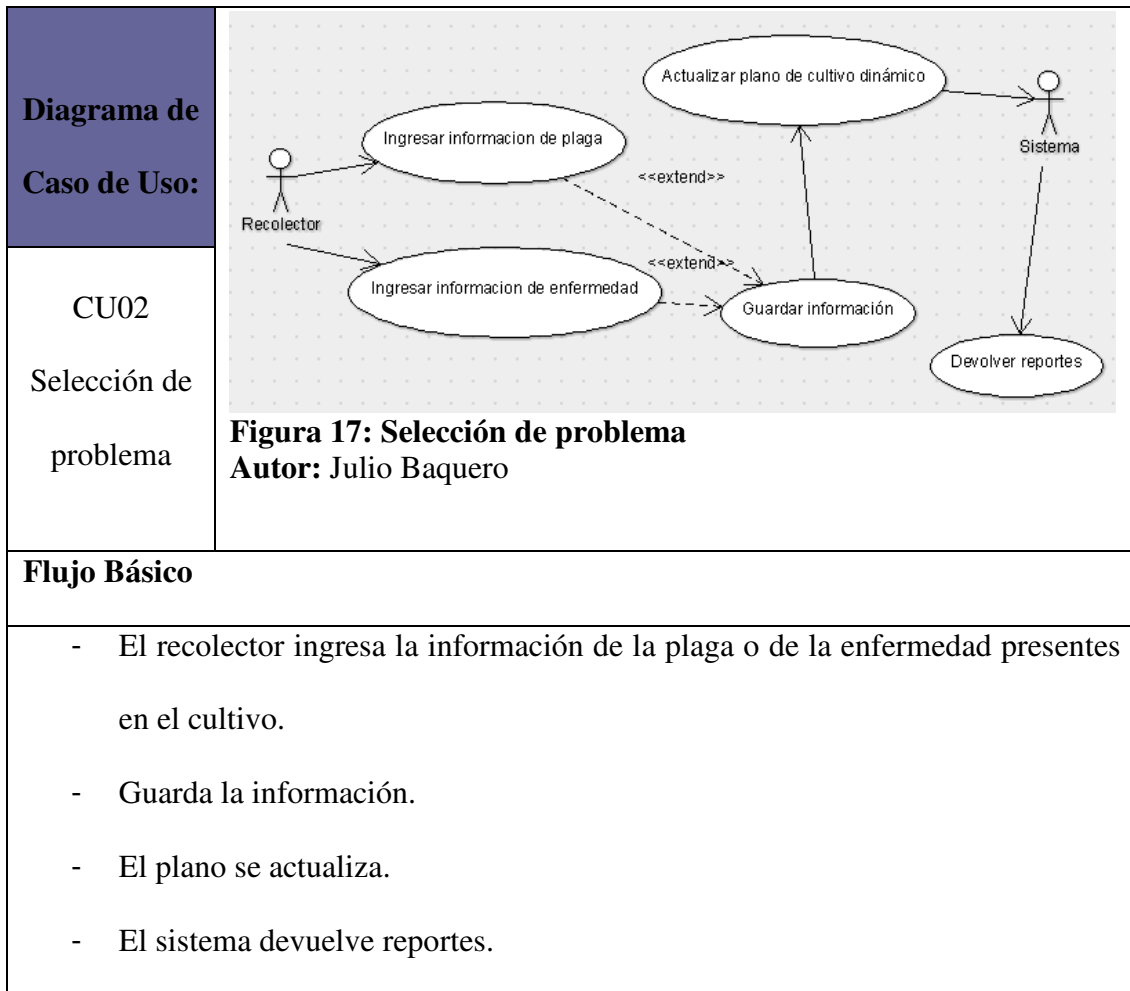 Diagrama de
Caso de Uso:
Actualizar plano de cultivo dinámico
Ingresar informacion de plaga
Sistema
<<extend>>
Recolector
<<extend>>
Ingresar informacion de enfermedad
Guardar información
Devolver reportes
CU02
Selección de
problema
Figura 17: Selección de problema
Autor: Julio Baquero
Flujo Básico
- El recolector ingresa la información de la plaga o de la enfermedad presentes
en el cultivo.
- Guarda la información.
- El plano se actualiza.
- El sistema devuelve reportes.